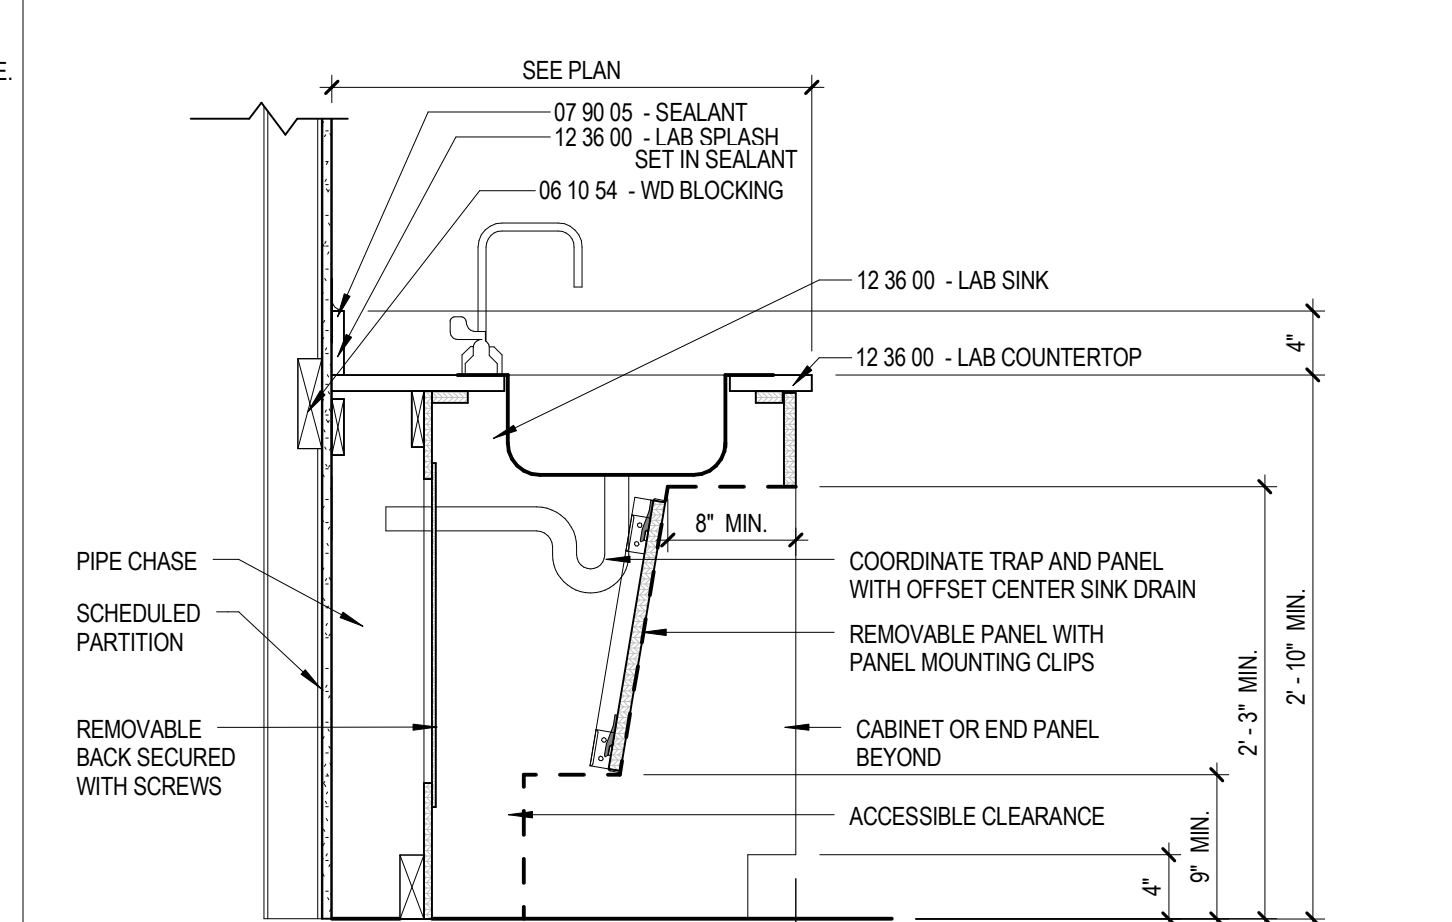 E.
SEE PLAN
07 90 05 - SEALANT
12 36 00 - LAB SPLASH
SET IN SEALANT
06 10 54 - WD BLOCKING
12 36 00 - LAB SINK
4"
12 36 00 - LAB COUNTERTOP
8" MIN.
PIPE CHASE
COORDINATE TRAP AND PANEL
WITH OFFSET CENTER SINK DRAIN
SCHEDULED
PARTITION
REMOVABLE PANEL WITH
PANEL MOUNTING CLIPS
2' - 10" MIN.
2' - 3" MIN.
REMOVABLE
BACK SECURED
WITH SCREWS
CABINET OR END PANEL
BEYOND
ACCESSIBLE CLEARANCE
9" MIN.
4"